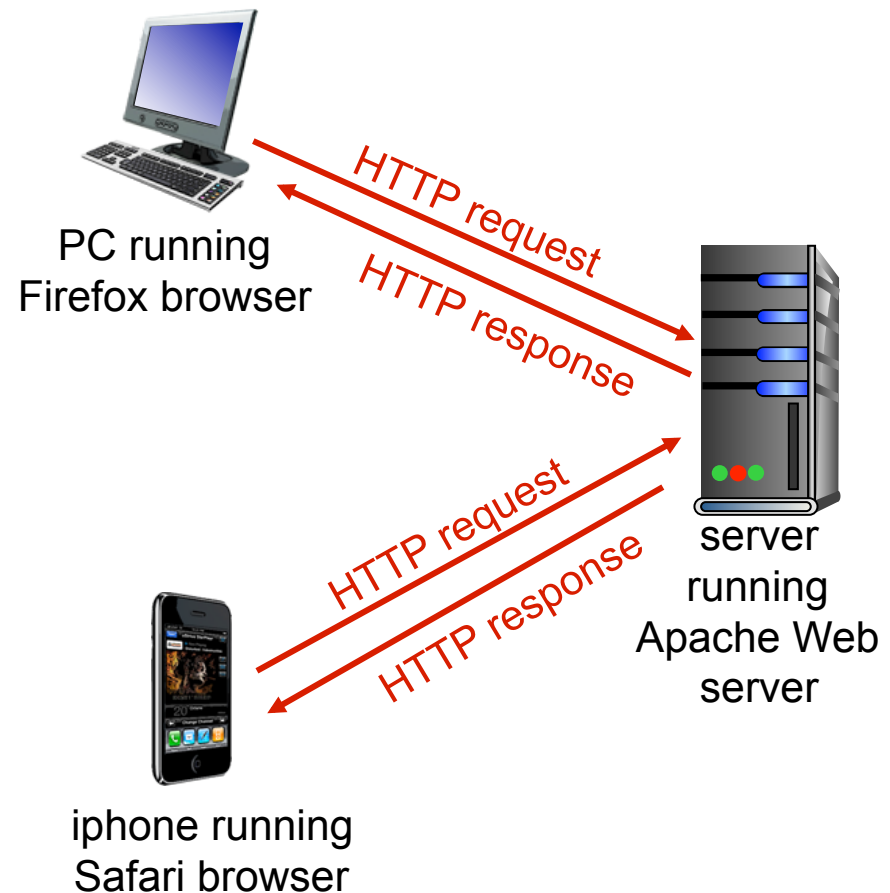 HTTP request
HTTP response
PC running
Firefox browser
HTTP request
HTTP response
server
running
Apache Web
server
iphone running
Safari browser